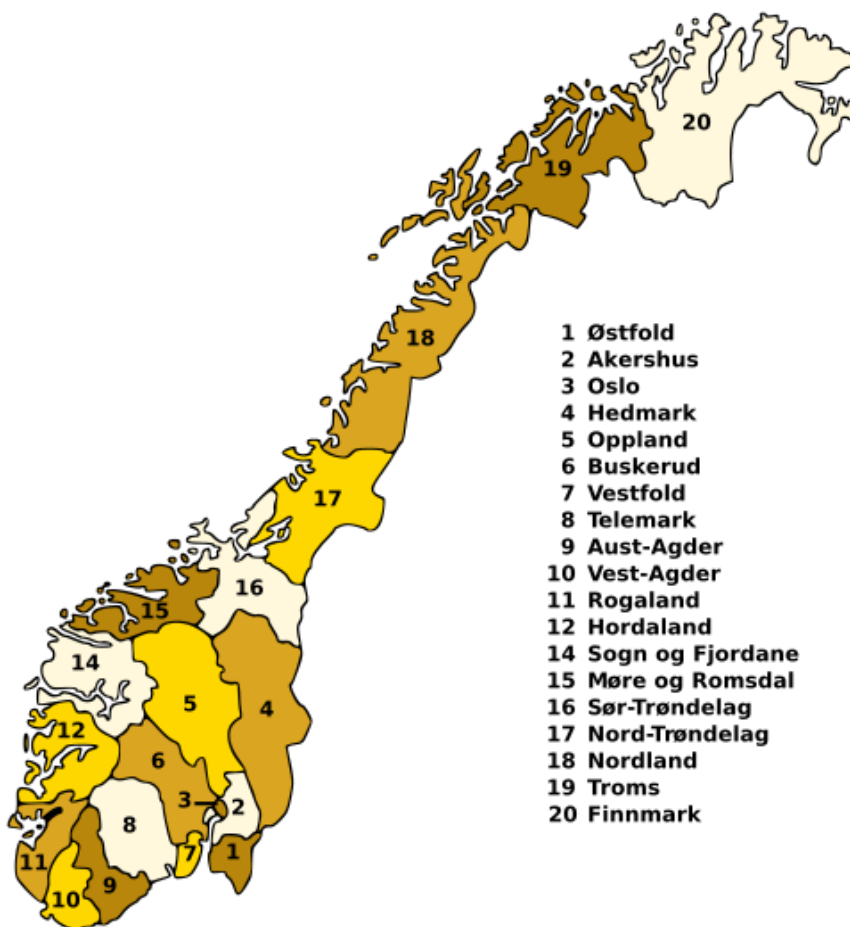 20
19
18
1 Østfold
2 Akershus
3 Oslo
4 Hedmark
5 Oppland
6 Buskerud
7 Vestfold
8 Telemark
9 Aust-Agder
10 Vest-Agder
11 Rogaland
12 Hordaland
14 Sogn og Fjordane
15 Møre og Romsdal
16 Sør-Trøndelag
17 Nord-Trøndelag
18 Nordland
19 Troms
20 Finnmark
17
16
15
14
5
4
12
6
3
2
8
7
1
11
9
10